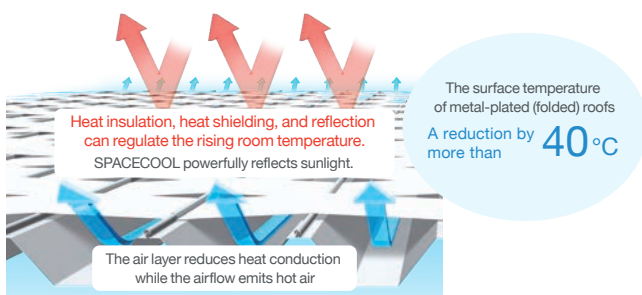 Heat insulation, heat shielding, and reflection
can regulate the rising room temperature.
SPACECOOL powerfully reflects sunlight.
The air layer reduces heat conduction
while the airflow emits hot air
The surface temperature
of metal-plated (folded) roofs
A reduction by
more than 40°C